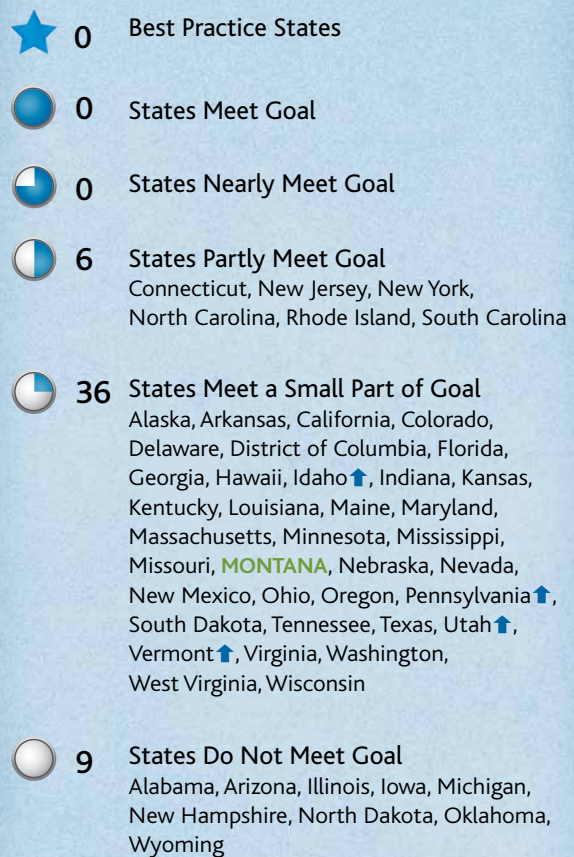 0 Best Practice States
0 States Meet Goal
0 States Nearly Meet Goal
6 States Partly Meet Goal
Connecticut, New Jersey, New York,
North Carolina, Rhode Island, South Carolina
36 States Meet a Small Part of Goal
Alaska, Arkansas, California, Colorado,
Delaware, District of Columbia, Florida,
Georgia, Hawaii, Idaho⬆, Indiana, Kansas,
Kentucky, Louisiana, Maine, Maryland,
Massachusetts, Minnesota, Mississippi,
Missouri, MONTANA, Nebraska, Nevada,
New Mexico, Ohio, Oregon, Pennsylvania⬆,
South Dakota, Tennessee, Texas, Utah⬆,
Vermont⬆, Virginia, Washington,
West Virginia, Wisconsin
9 States Do Not Meet Goal
Alabama, Arizona, Illinois, Iowa, Michigan,
New Hampshire, North Dakota, Oklahoma,
Wyoming